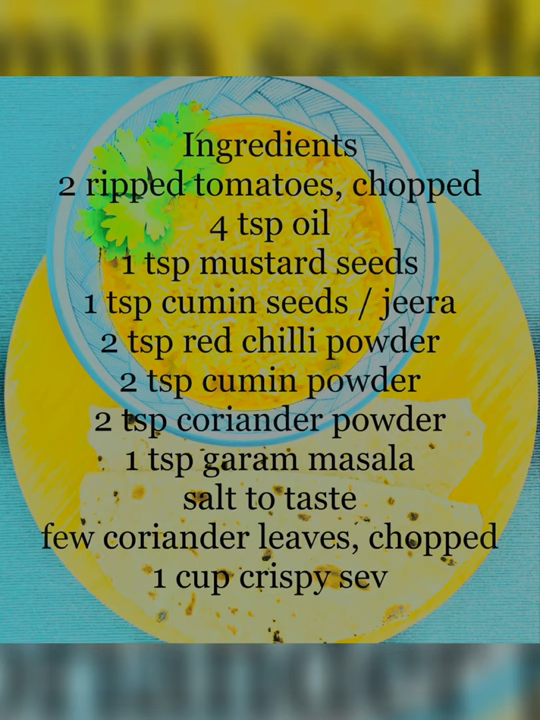 Ingredients
2 ripped tomatoes, chopped
4 tsp oil
1 tsp mustard seeds
1 tsp cumin seeds / jeera
2 tsp red chilli powder
2 tsp cumin powder
2 tsp coriander powder
1 tsp garam masala
salt to taste
few coriander leaves, chopped
1 cup crispy sev